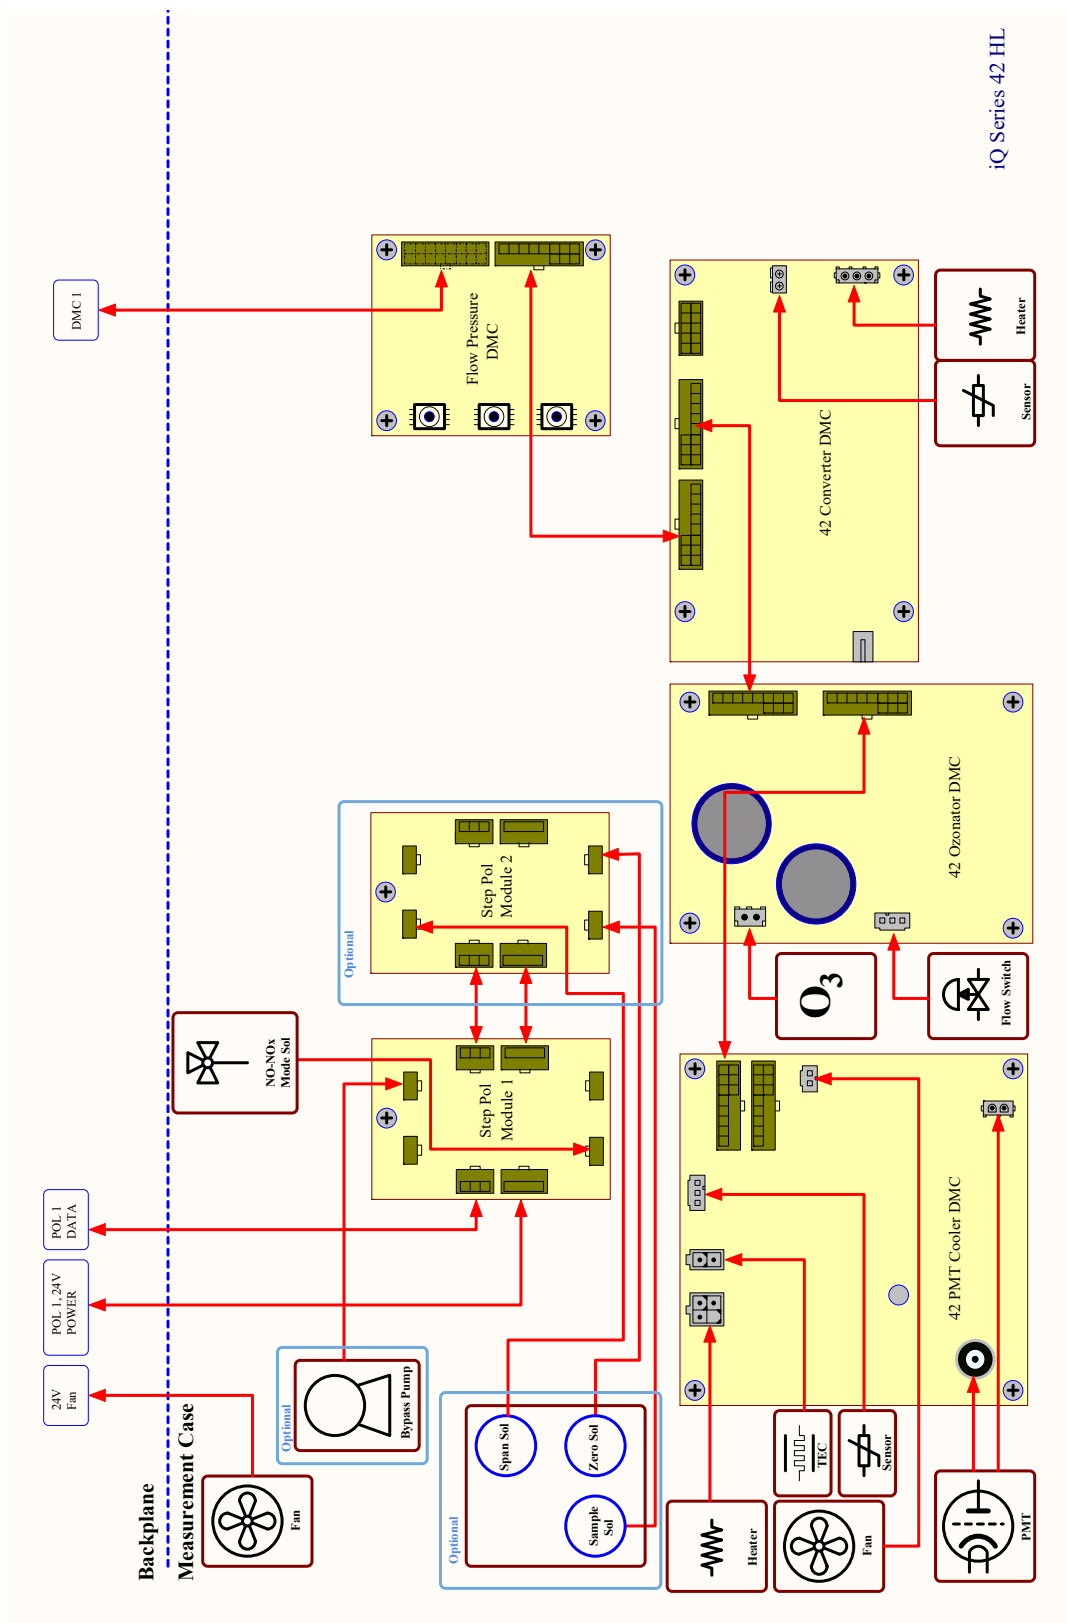 Backplane
Measurement Case
24V
Fan
POL 1, 24V
POWER
POL 1
DATA
DMC 1
Fan
Optional
Bypass Pump
NO-NOx
Mode Sol
Optional
Span Sol
Zero Sol
Sample
Sol
Step Pol
Module 1
Optional
Step Pol
Module 2
Flow Pressure
DMC
Heater
Fan
TEC
Sensor
PMT
42 PMT Cooler DMC
O3
Flow Switch
42 Ozonator DMC
42 Converter DMC
Sensor
Heater
iQ Series 42 HL